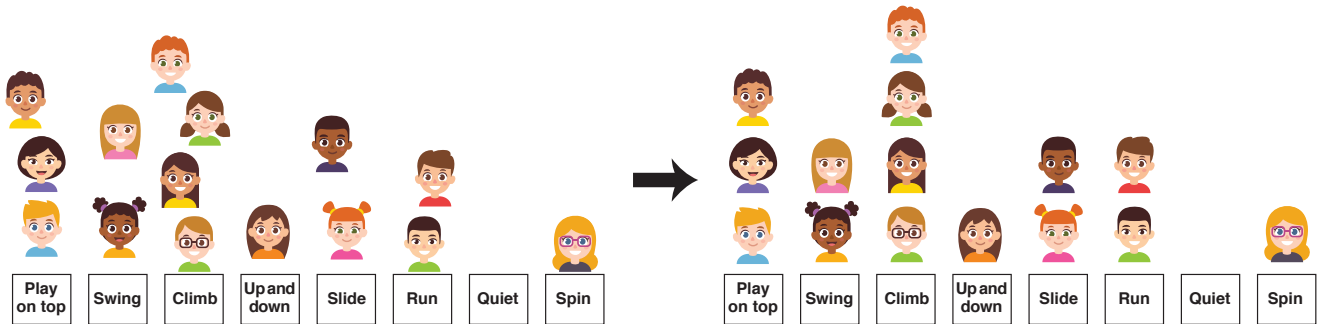 Play
on top
Swing
Climb
Up and
down
Slide
Run
Quiet
Spin
Play
on top
Swing
Climb
Up and
down
Slide
Run
Quiet
Spin